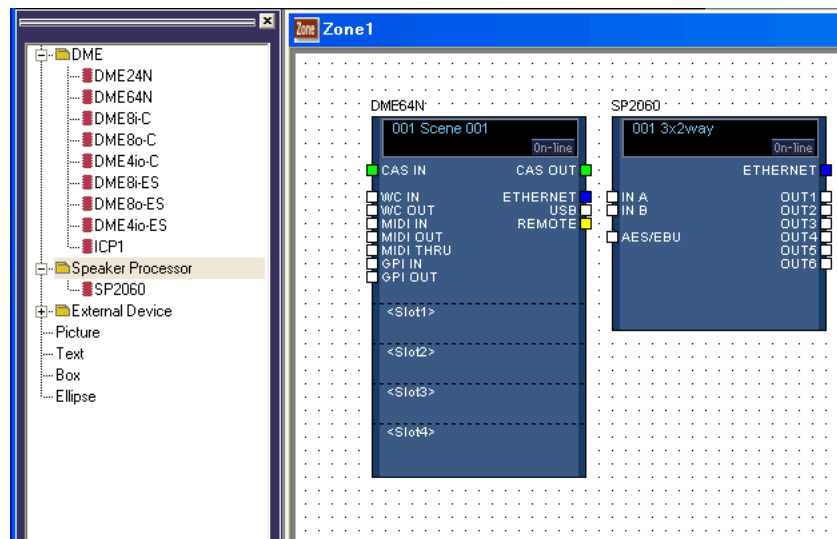 DME
DME24N
DME64N
DME8i-C
DME8o-C
DME4io-C
DME8i-ES
DME8o-ES
DME4io-ES
ICP1
Speaker Processor
SP2060
External Device
Picture
Text
Box
Ellipse
Zone Zone1
DME64N
001 Scene 001
On-line
CAS IN CAS OUT
WC IN ETHERNET
WC OUT USB
MIDI IN REMOTE
MIDI OUT
MIDI THRU
GPI IN
GPI OUT
<Slot1>
<Slot2>
<Slot3>
<Slot4>
SP2060
001 3x2way
On-line
ETHERNET
IN A OUT1
IN B OUT2
OUT3
AES/EBU OUT4
OUT5
OUT6